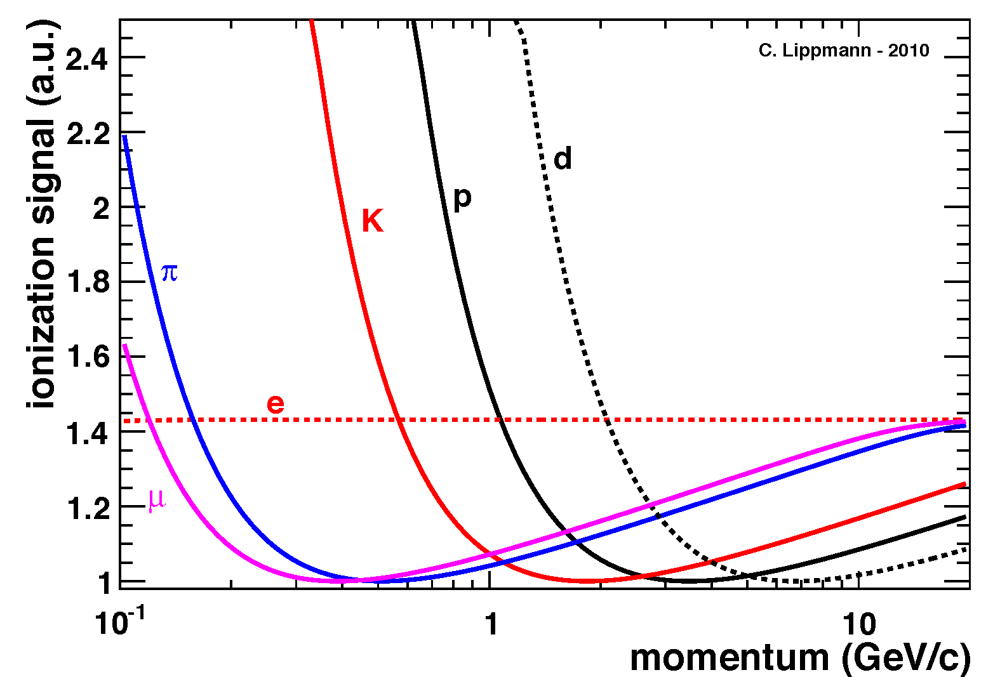 C. Lippmann - 2010
ionization signal (a.u.)
2.4
2.2
2
1.8
1.6
1.4
1.2
1
d
p
K
π
e
μ
10⁻¹
1
10
momentum (GeV/c)